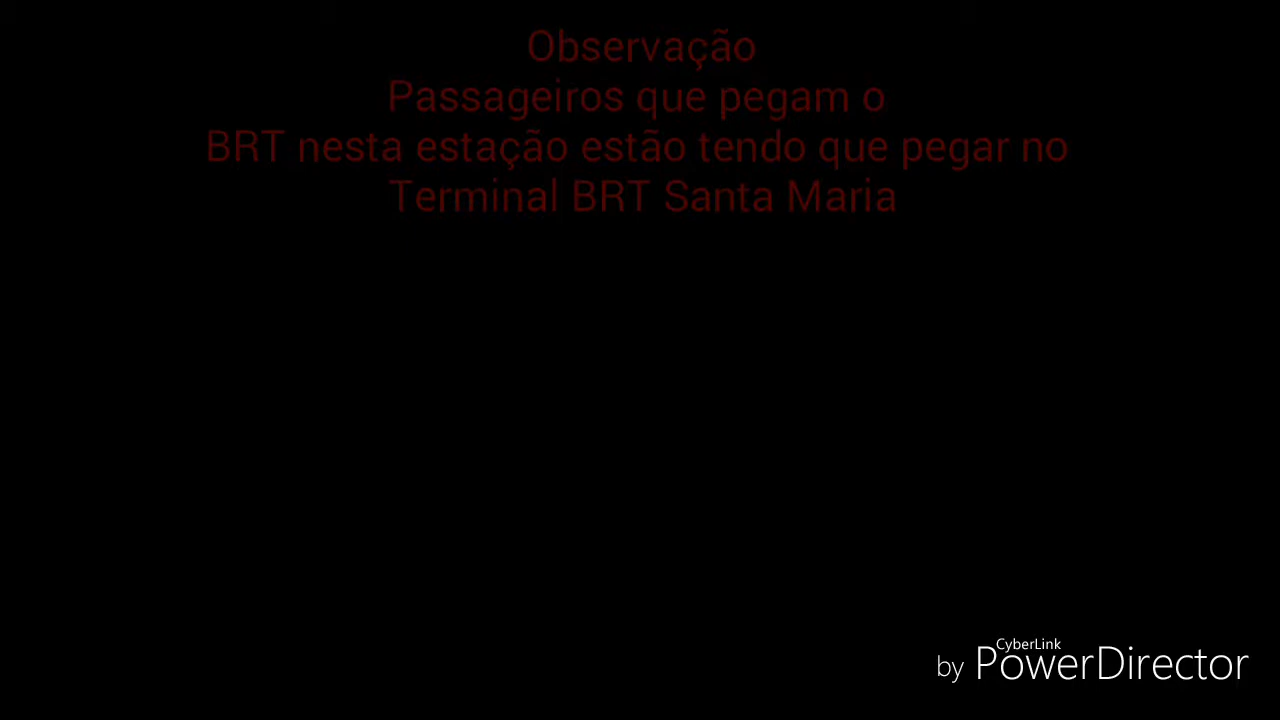 Observação
Passageiros que pegam o
BRT nesta estação estão tendo que pegar no
Terminal BRT Santa Maria
CyberLink
by PowerDirector